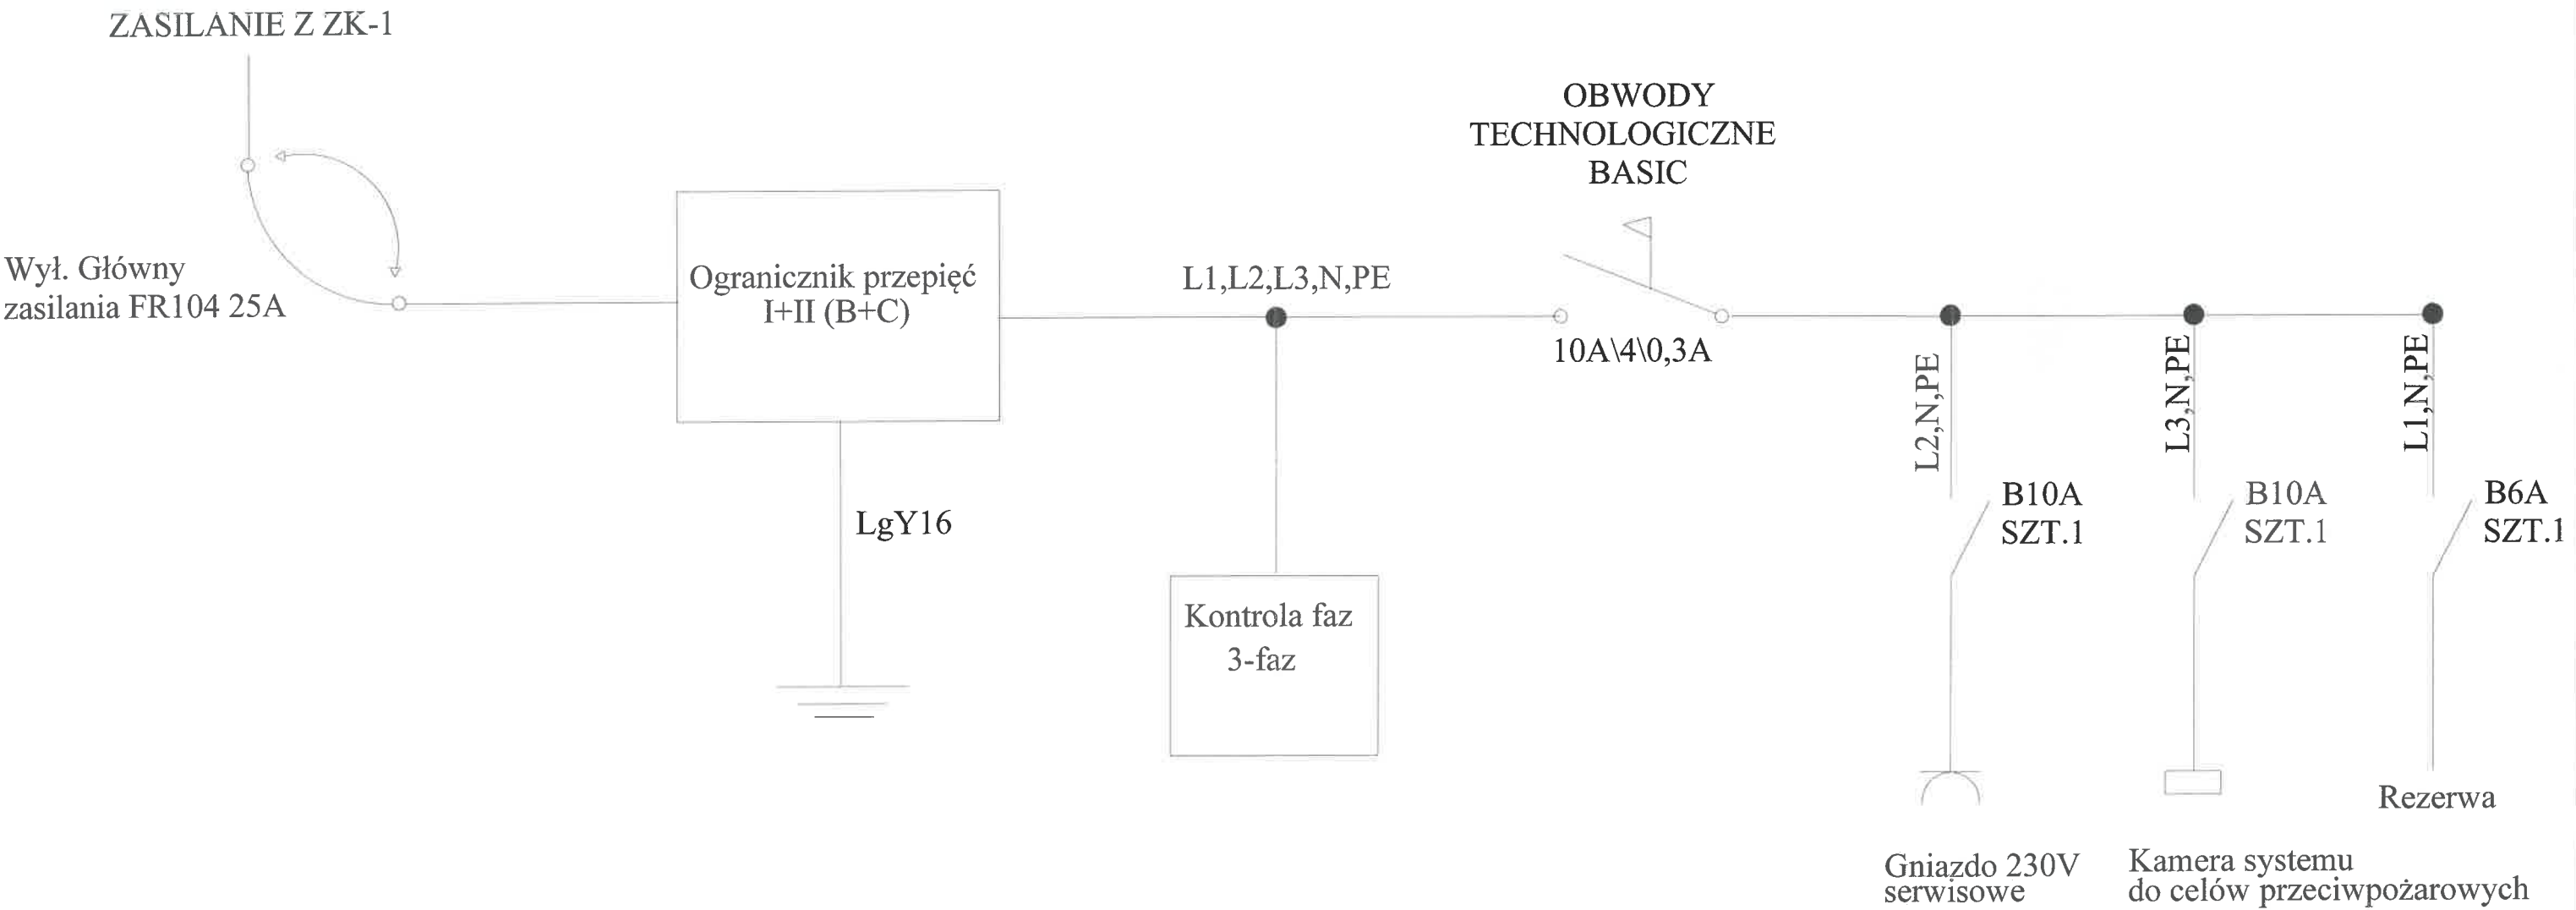 ZASILANIE Z ZK-1
Wył. Główny
zasilania FR104 25A
Ogranicznik przepięć
I+II (B+C)
LgY16
L1,L2,L3,N,PE
Kontrola faz
3-faz
OBWODY
TECHNOLOGICZNE
BASIC
10A\4\0,3A
L2,N,PE
B10A
SZT.1
Gniazdo 230V
serwisowe
L3,N,PE
B10A
SZT.1
Kamera systemu
do celów przeciwpożarowych
L1,N,PE
B6A
SZT.1
Rezerwa